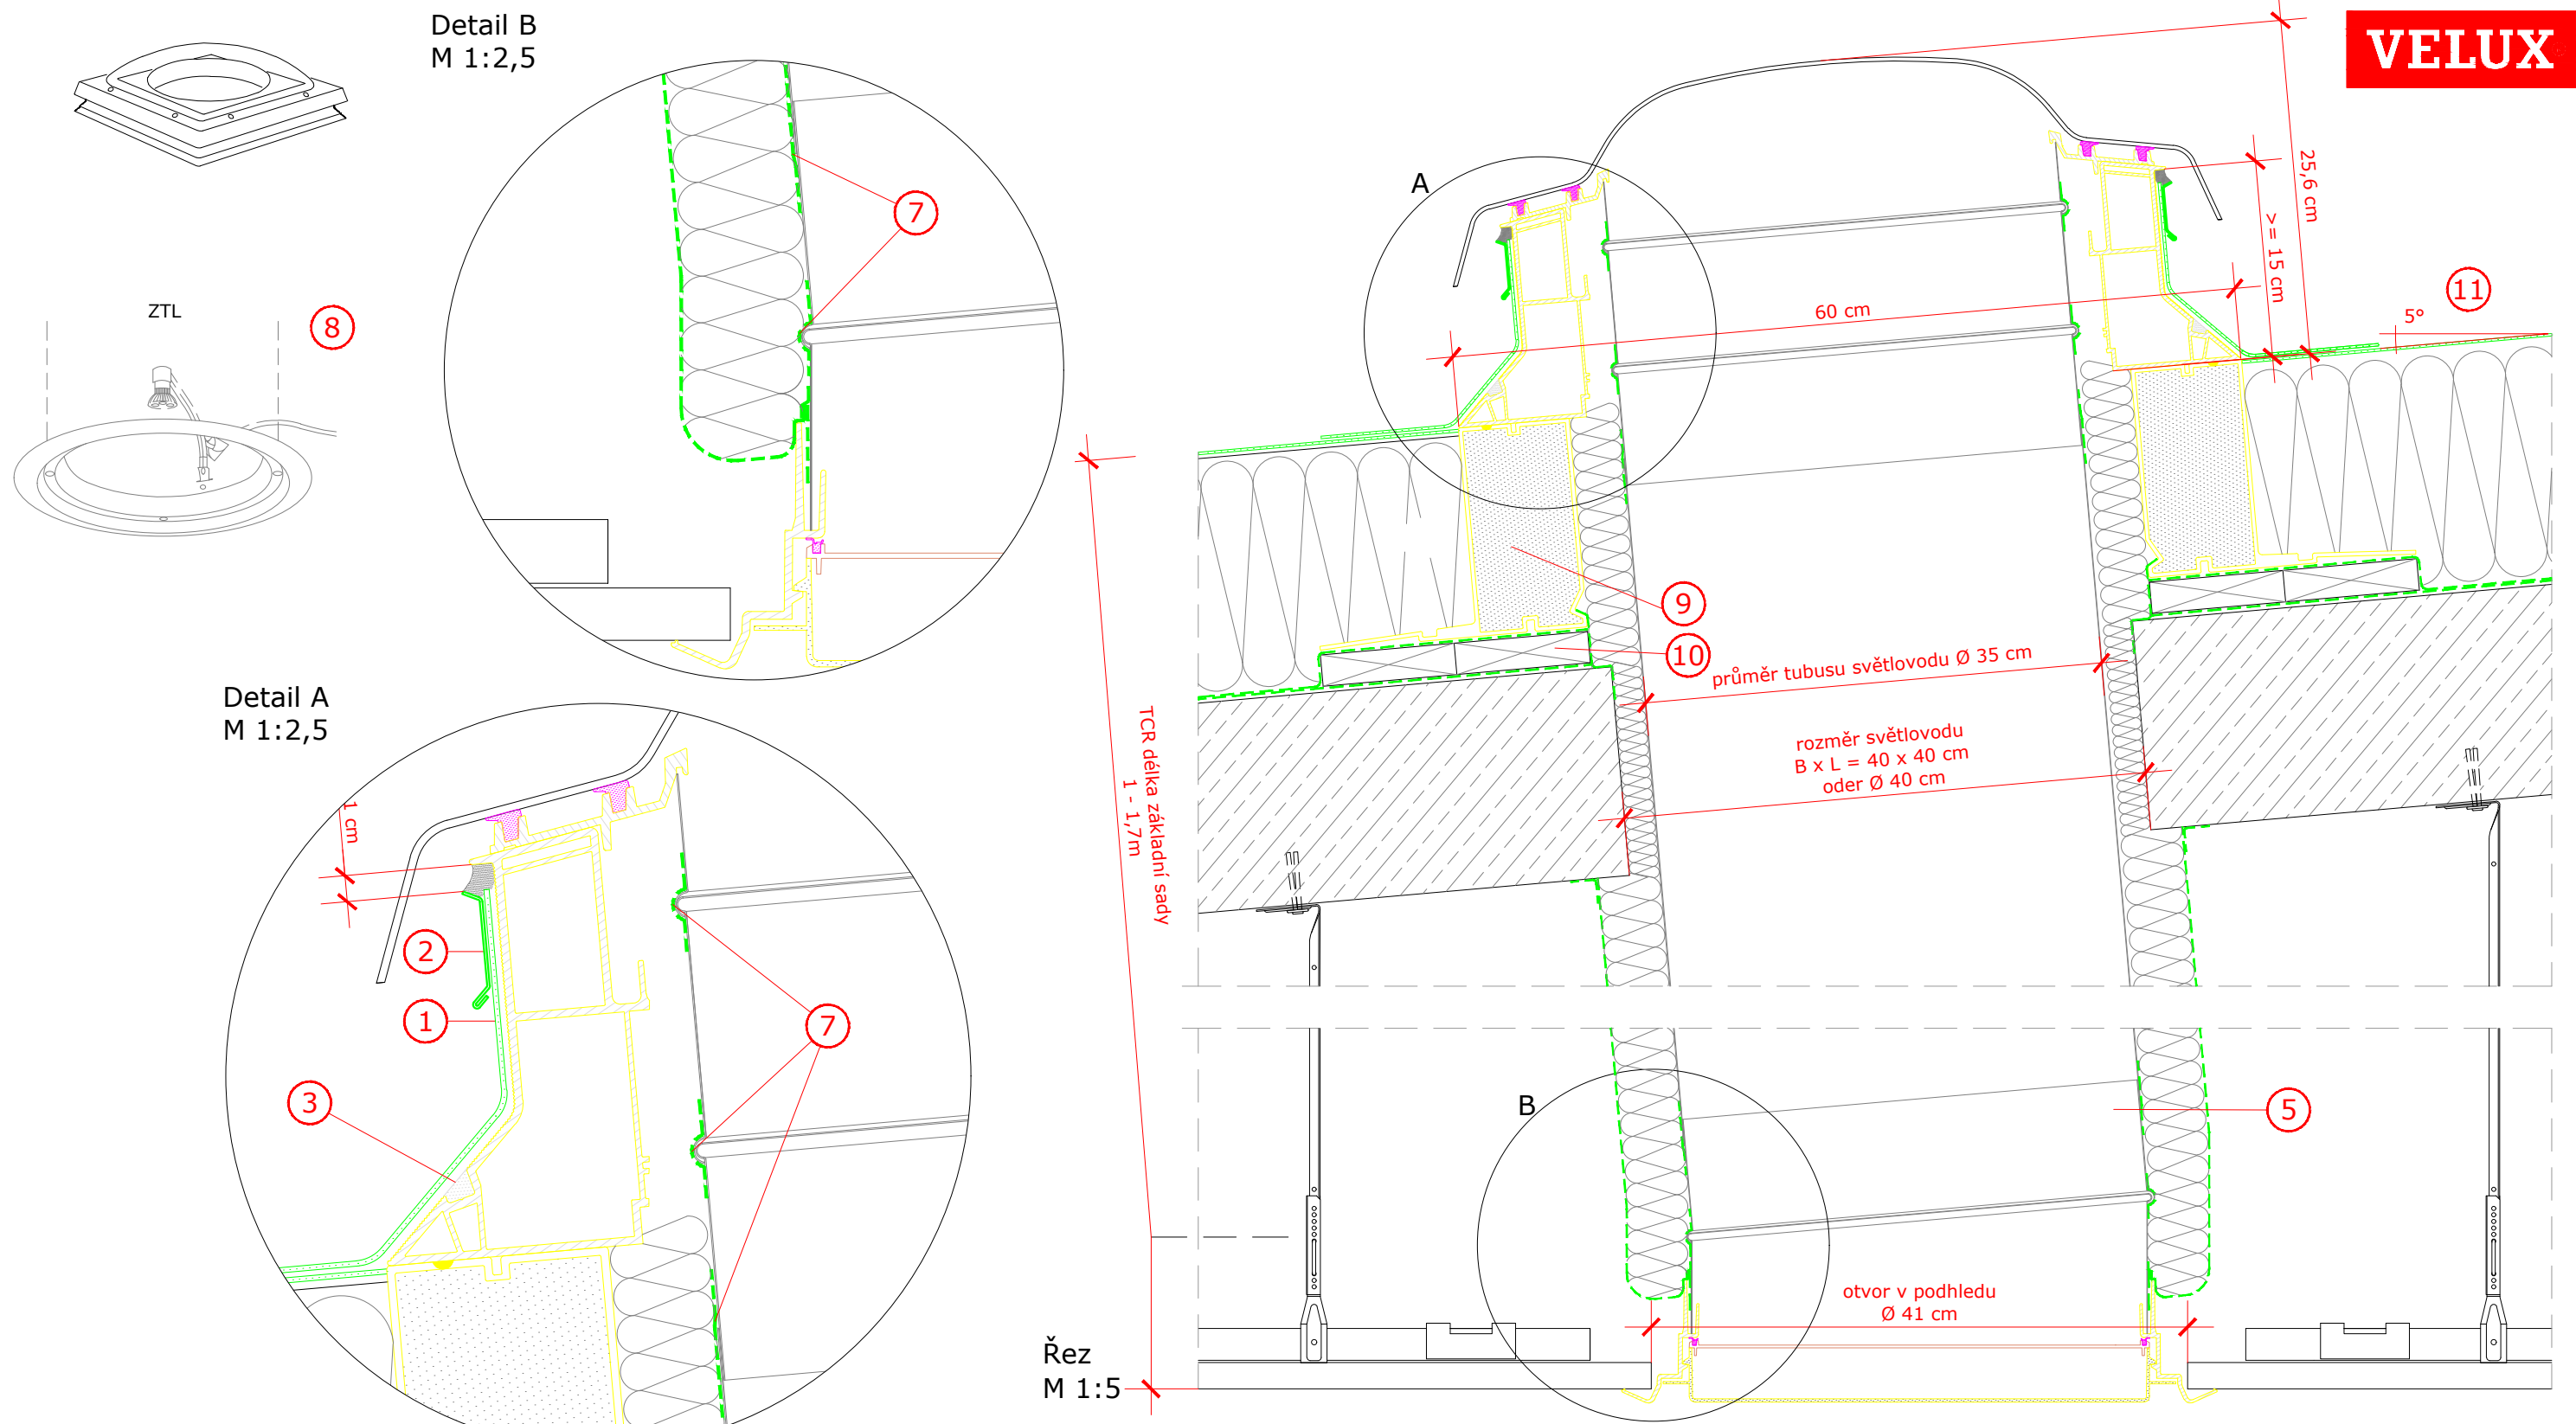 Detail B
M 1:2,5
VELUX
A
7
25,6 cm
>= 15 cm
11
5°
60 cm
ZTL
8
9
10
průměr tubusu světlovodu Ø 35 cm
Detail A
M 1:2,5
TCR délka základní sady
1 - 1,7m
rozměr světlovodu
B x L = 40 x 40 cm
oder Ø 40 cm
1 cm
2
1
7
3
B
5
otvor v podhledu
Ø 41 cm
Řez
M 1:5